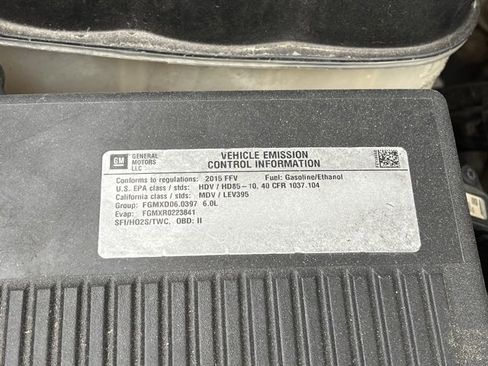 GM
GENERAL MOTORS LLC
VEHICLE EMISSION CONTROL INFORMATION
Conforms to regulations: 2015 FFV Fuel: Gasoline/Ethanol
U.S. EPA class / stds: HDV / HD85-10, 40 CFR 1037.104
California class / stds: MDV / LEV395
Group: FGMXD06.0397 6.0L
Evap: FGMXR0223841
SFI/HO2S/TWC, OBD: II